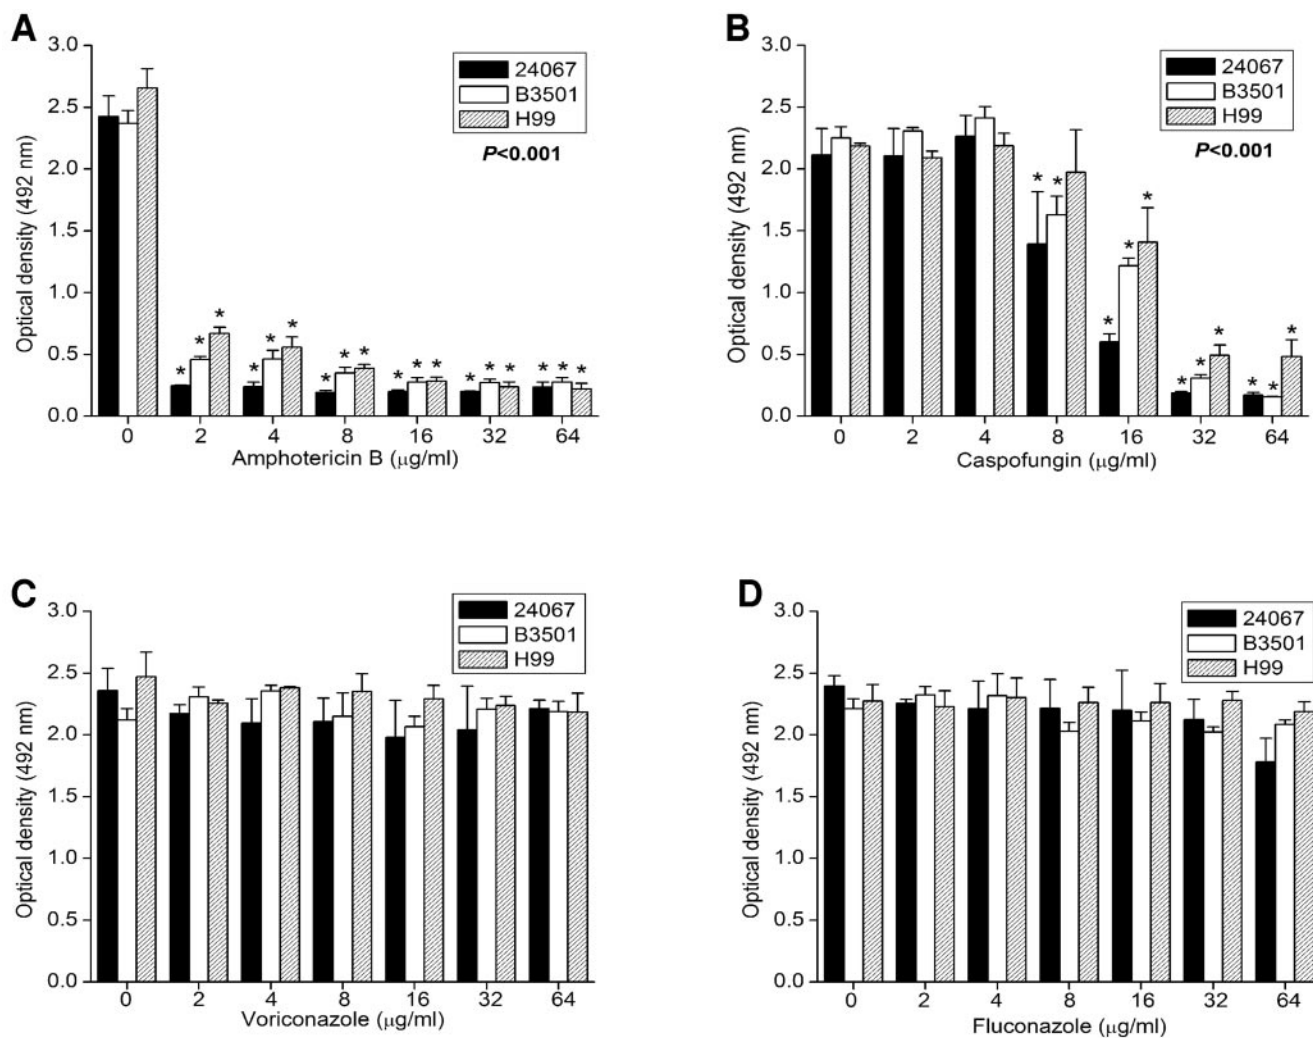 A
3.0
2.5
2.0
1.5
1.0
0.5
0.0
Optical density (492 nm)
24067
B3501
H99
P<0.001
* * * * * * * * * * * * * * * * * *
0 2 4 8 16 32 64
Amphotericin B (μg/ml)
B
3.0
2.5
2.0
1.5
1.0
0.5
0.0
Optical density (492 nm)
24067
B3501
H99
P<0.001
* * * * * * * * * * *
0 2 4 8 16 32 64
Caspofungin (μg/ml)
C
3.0
2.5
2.0
1.5
1.0
0.5
0.0
Optical density (492 nm)
24067
B3501
H99
0 2 4 8 16 32 64
Voriconazole (μg/ml)
D
3.0
2.5
2.0
1.5
1.0
0.5
0.0
Optical density (492 nm)
24067
B3501
H99
0 2 4 8 16 32 64
Fluconazole (μg/ml)